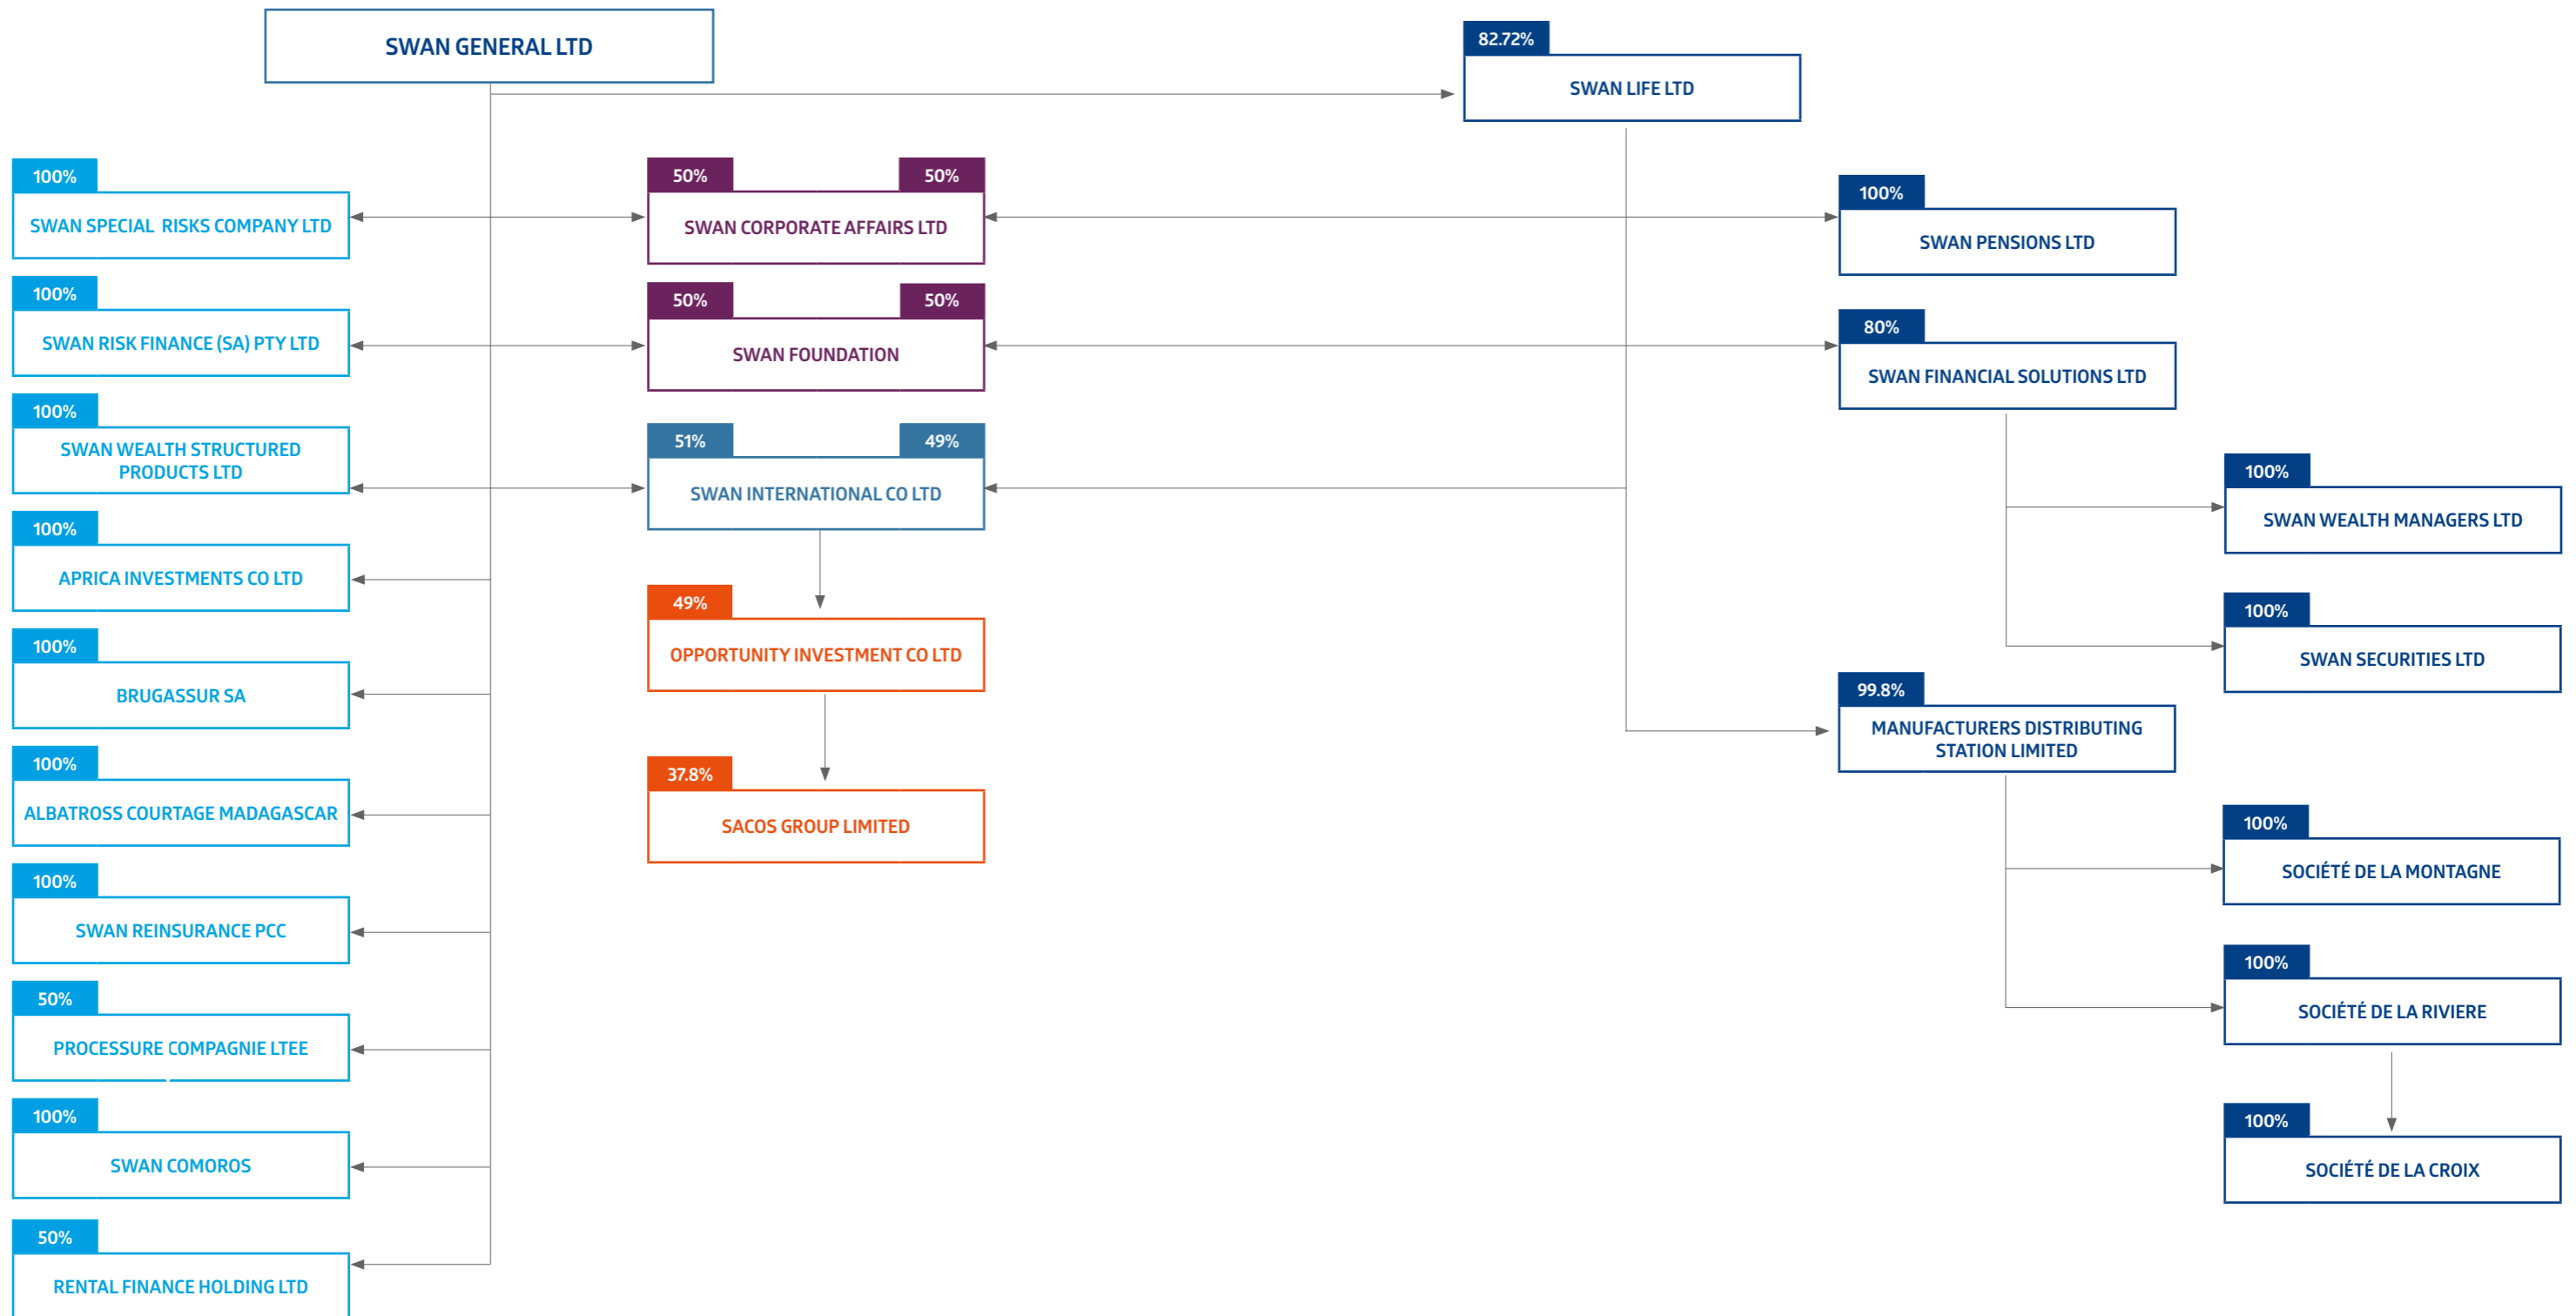 SWAN GENERAL LTD
82.72%
SWAN LIFE LTD
100%
SWAN SPECIAL RISKS COMPANY LTD
100%
SWAN RISK FINANCE (SA) PTY LTD
100%
SWAN WEALTH STRUCTURED
PRODUCTS LTD
100%
APRICA INVESTMENTS CO LTD
100%
BRUGASSUR SA
100%
ALBATROSS COURTAGE MADAGASCAR
100%
SWAN REINSURANCE PCC
50%
PROCESSURE COMPAGNIE LTEE
100%
SWAN COMOROS
50%
RENTAL FINANCE HOLDING LTD
50% 50%
SWAN CORPORATE AFFAIRS LTD
50% 50%
SWAN FOUNDATION
51% 49%
SWAN INTERNATIONAL CO LTD
49%
OPPORTUNITY INVESTMENT CO LTD
37.8%
SACOS GROUP LIMITED
100%
SWAN PENSIONS LTD
80%
SWAN FINANCIAL SOLUTIONS LTD
100%
SWAN WEALTH MANAGERS LTD
100%
SWAN SECURITIES LTD
99.8%
MANUFACTURERS DISTRIBUTING
STATION LIMITED
100%
SOCIÉTÉ DE LA MONTAGNE
100%
SOCIÉTÉ DE LA RIVIERE
100%
SOCIÉTÉ DE LA CROIX